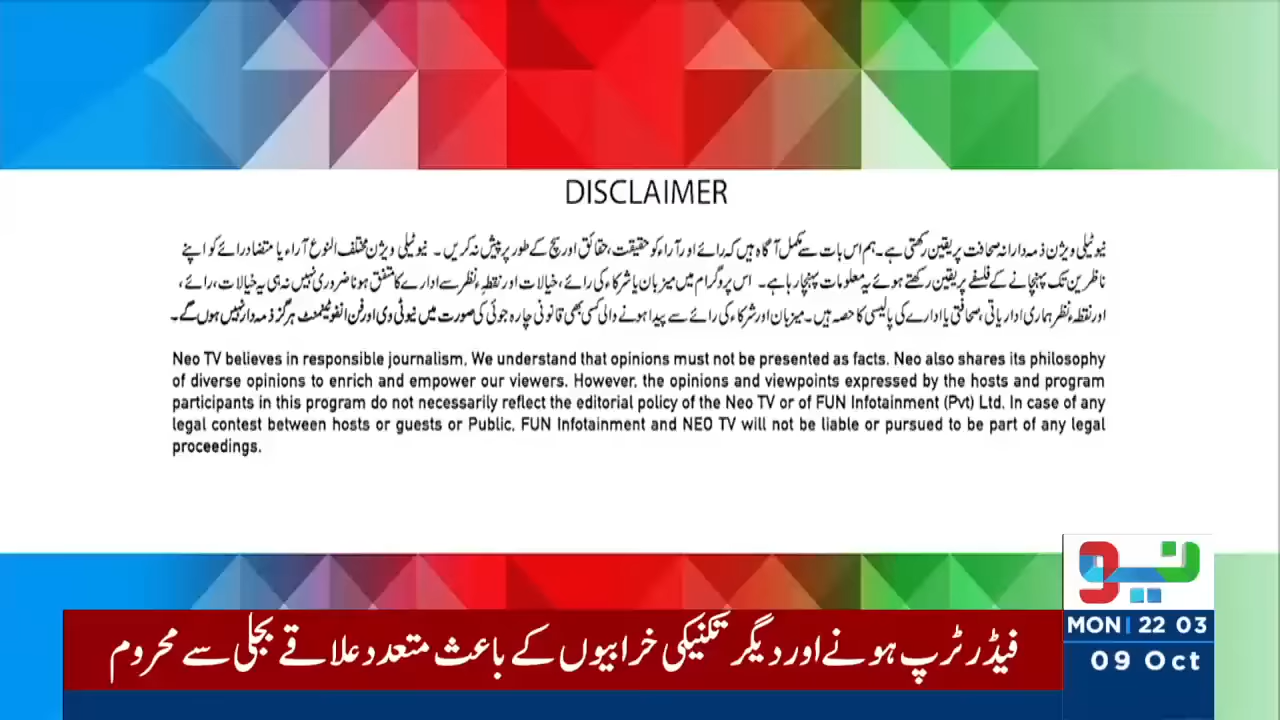 DISCLAIMER
نیو ٹیلی ویژن ذمہ دارانہ صحافت پر یقین رکھتی ہے۔ ہم اس بات سے مکمل آگاہ ہیں کہ رائے اور آراء کو حقیقت، حقائق اور سچ کے طور پر پیش نہ کریں۔ نیو ٹیلی ویژن مختلف النوع آراء یا متضاد رائے کو اپنے
ناظرین تک پہنچانے کے فلسفے پر یقین رکھتے ہوئے یہ معلومات پہنچا رہا ہے۔ اس پروگرام میں میزبان یا شرکاء کی رائے، خیالات اور نقطہء نظر سے ادارے کا متفق ہونا ضروری نہیں نہ ہی یہ خیالات، رائے،
اور نقطہء نظر ہماری ادارتی، صحافتی یا ادارے کی پالیسی کا حصہ ہیں۔ میزبان اور شرکاء کی رائے سے پیدا ہونے والی کسی بھی قانونی چارہ جوئی کی صورت میں نیو ٹی وی اور فن انفوٹیمنٹ ہرگز ذمہ دار نہیں ہوں گے۔
Neo TV believes in responsible journalism. We understand that opinions must not be presented as facts. Neo also shares its philosophy
of diverse opinions to enrich and empower our viewers. However, the opinions and viewpoints expressed by the hosts and program
participants in this program do not necessarily reflect the editorial policy of the Neo TV or of FUN Infotainment (Pvt) Ltd. In case of any
legal contest between hosts or guests or Public, FUN Infotainment and NEO TV will not be liable or pursued to be part of any legal
proceedings.
نیو
MON 22 03
09 Oct
فیڈر ٹرپ ہونے اور دیگر تکنیکی خرابیوں کے باعث متعدد علاقے بجلی سے محروم